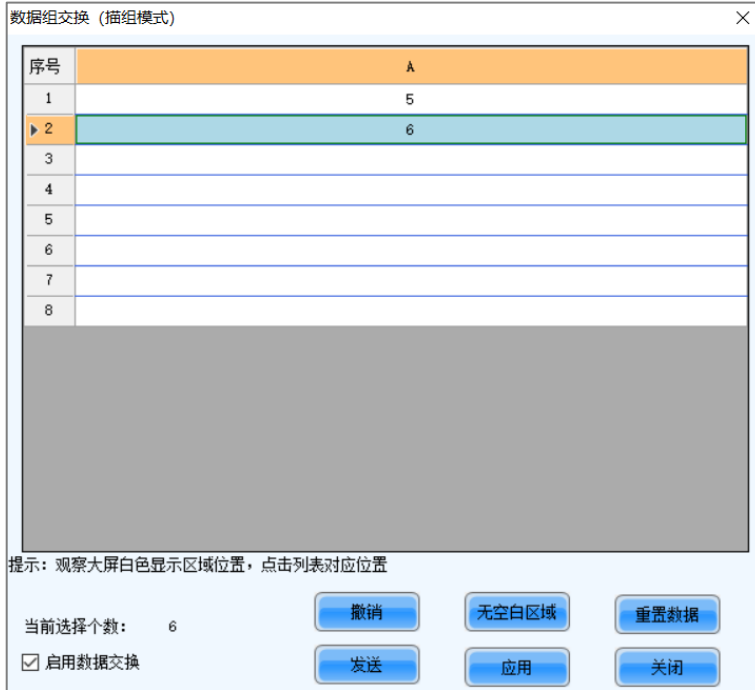 数据组交换 (描组模式)
序号 A
1 5
2 6
3
4
5
6
7
8
提示: 观察大屏白色显示区域位置，点击列表对应位置
撤销 无空白区域 重置数据
当前选择个数: 6
启用数据交换
发送 应用 关闭